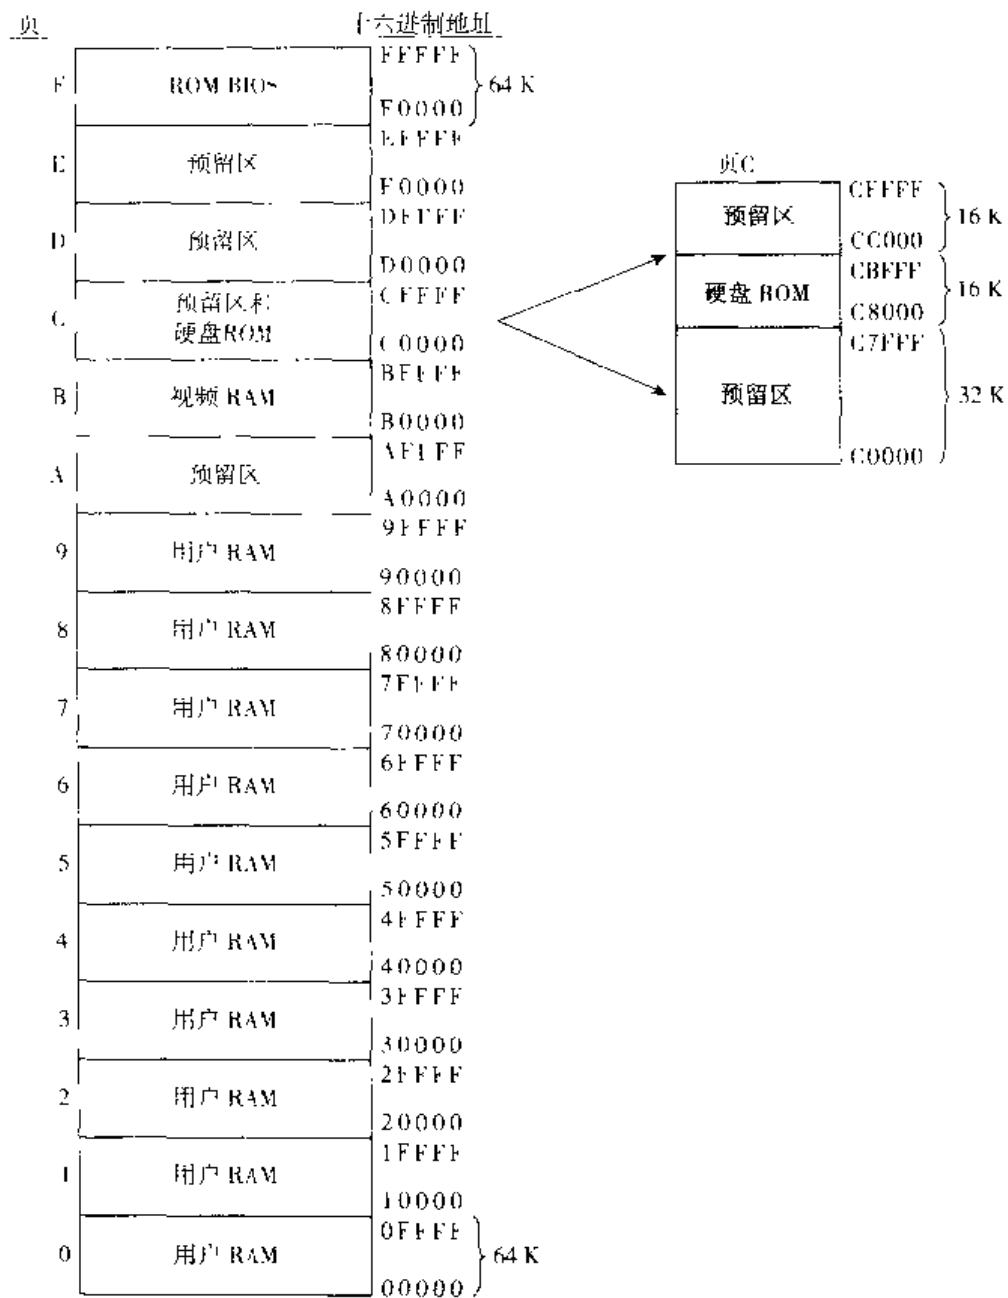 页 十六进制地址
FFFFF
F ROM BIOS 64 K
F0000
EFFFF
E 预留区
E0000
DFFFF
D 预留区
D0000
CFFFF
C 预留区和
硬盘ROM
C0000
BFFFF
B 视频 RAM
B0000
AFFFF
A 预留区
A0000
9FFFF
9 用户 RAM
90000
8FFFF
8 用户 RAM
80000
7FFFF
7 用户 RAM
70000
6FFFF
6 用户 RAM
60000
5FFFF
5 用户 RAM
50000
4FFFF
4 用户 RAM
40000
3FFFF
3 用户 RAM
30000
2FFFF
2 用户 RAM
20000
1FFFF
1 用户 RAM
10000
0FFFF
0 用户 RAM 64 K
00000
页C
CFFFF
预留区 16 K
CC000
CBFFF
硬盘 ROM 16 K
C8000
C7FFF
预留区 32 K
C0000